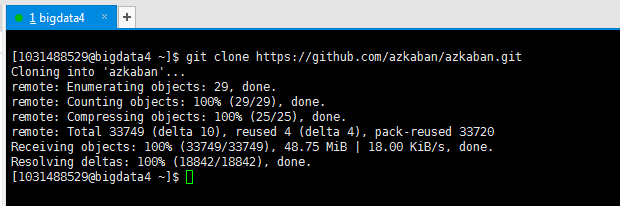 1 bigdata4 × +
[1031488529@bigdata4 ~]$ git clone https://github.com/azkaban/azkaban.git
Cloning into 'azkaban'...
remote: Enumerating objects: 29, done.
remote: Counting objects: 100% (29/29), done.
remote: Compressing objects: 100% (25/25), done.
remote: Total 33749 (delta 10), reused 4 (delta 4), pack-reused 33720
Receiving objects: 100% (33749/33749), 48.75 MiB | 18.00 KiB/s, done.
Resolving deltas: 100% (18842/18842), done.
[1031488529@bigdata4 ~]$